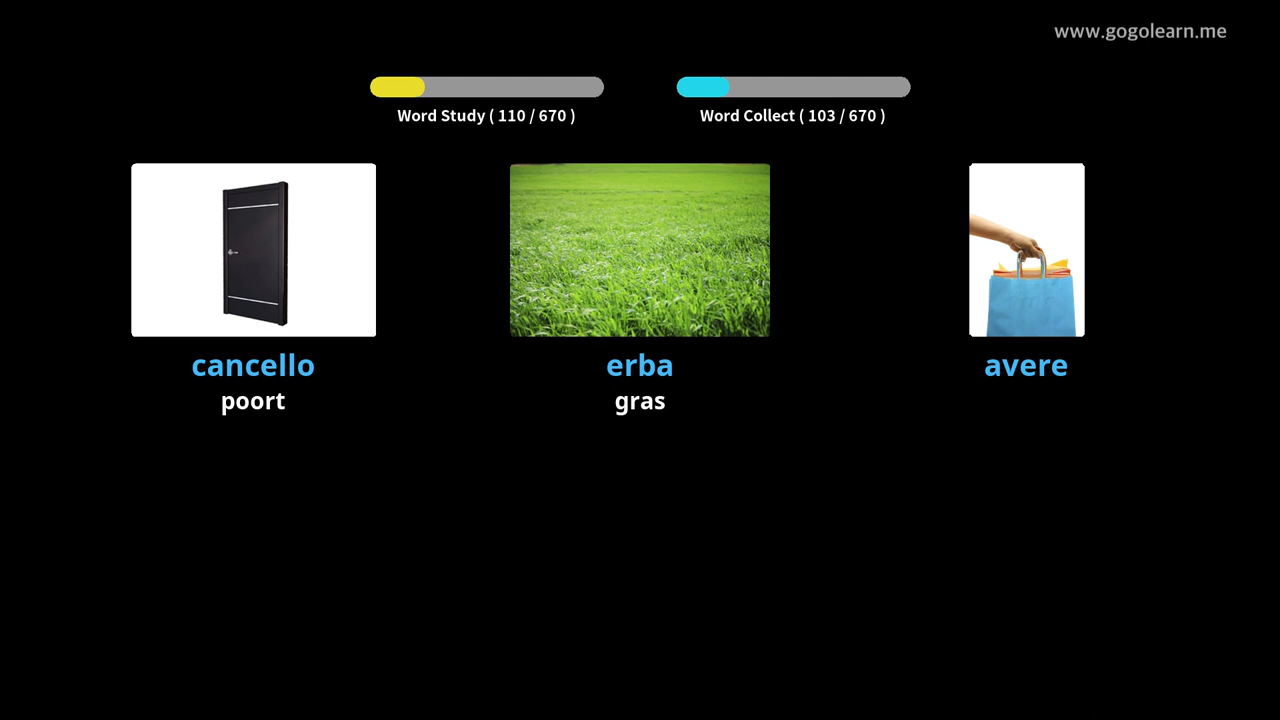 www.gogolearn.me
Word Study ( 110 / 670 )
Word Collect ( 103 / 670 )
cancello
poort
erba
gras
avere